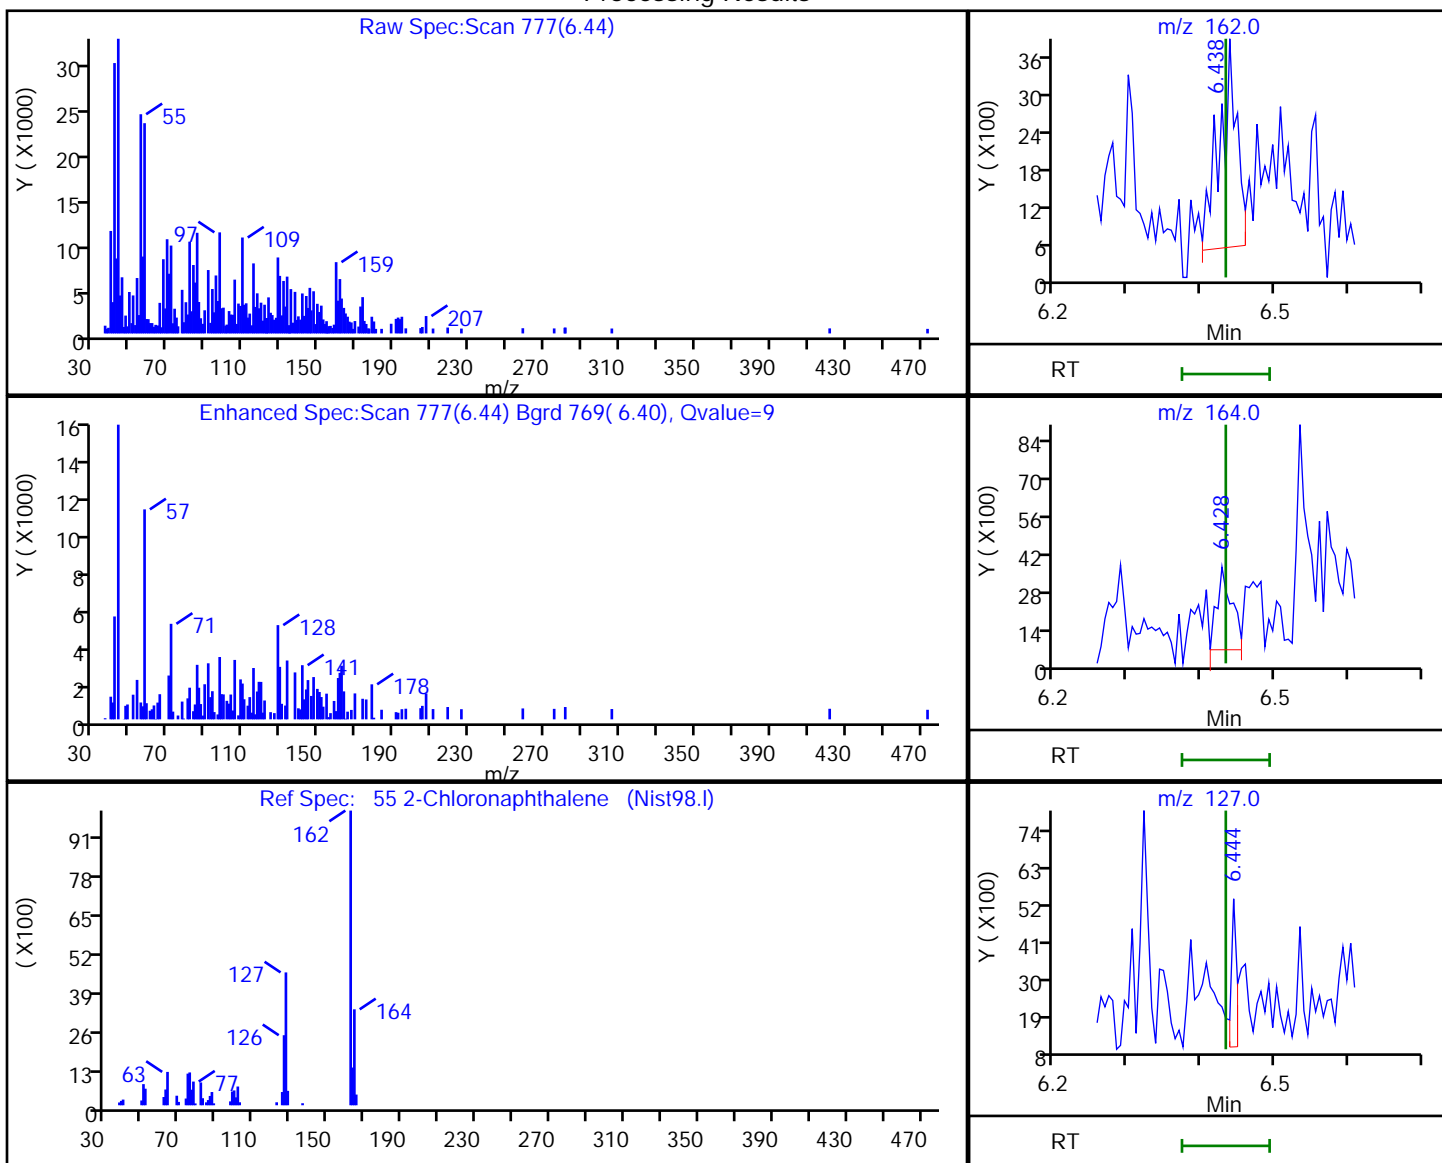 Processing Results
Raw Spec:Scan 777(6.44)
Y ( X1000)
30
25
20
15
10
5
0
55
97
109
159
207
30 70 110 150 190 230 270 310 350 390 430 470
m/z
m/z 162.0
Y ( X100)
36
30
24
18
12
6
0
6.438
6.2 6.5
Min
RT
Enhanced Spec:Scan 777(6.44) Bgrd 769( 6.40), Qvalue=9
Y ( X1000)
16
14
12
10
8
6
4
2
0
57
71
128
141
178
30 70 110 150 190 230 270 310 350 390 430 470
m/z
m/z 164.0
Y ( X100)
84
70
56
42
28
14
0
6.428
6.2 6.5
Min
RT
Ref Spec: 55 2-Chloronaphthalene (Nist98.l)
( X100)
91
78
65
52
39
26
13
0
162
127
164
126
63
77
30 70 110 150 190 230 270 310 350 390 430 470
m/z 127.0
Y ( X100)
74
63
52
41
30
19
8
6.444
6.2 6.5
Min
RT